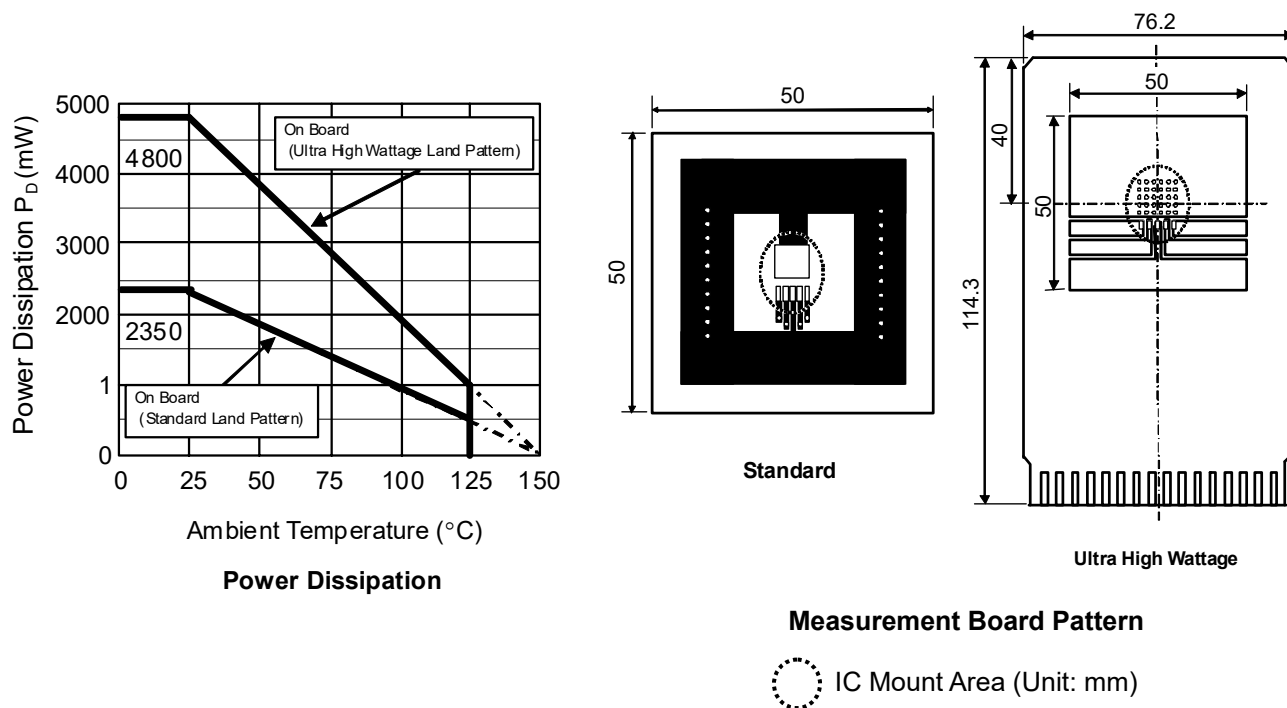 Power Dissipation P_D (mW)
5000
4000
3000
2000
1
0
4800
2350
On Board
(Ultra High Wattage Land Pattern)
On Board
(Standard Land Pattern)
0 25 50 75 100 125 150
Ambient Temperature (°C)
Power Dissipation
50
50
Standard
76.2
50
40
50
114.3
Ultra High Wattage
Measurement Board Pattern
IC Mount Area (Unit: mm)